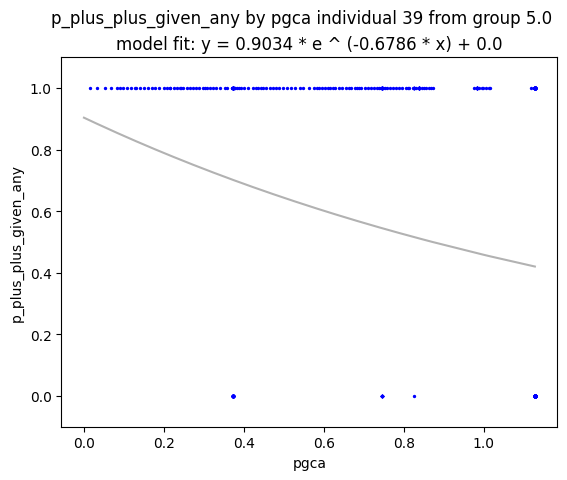 p_plus_plus_given_any by pgca individual 39 from group 5.0
model fit: y = 0.9034 * e ^ (-0.6786 * x) + 0.0
p_plus_plus_given_any
1.0
0.8
0.6
0.4
0.2
0.0
0.0 0.2 0.4 0.6 0.8 1.0
pgca